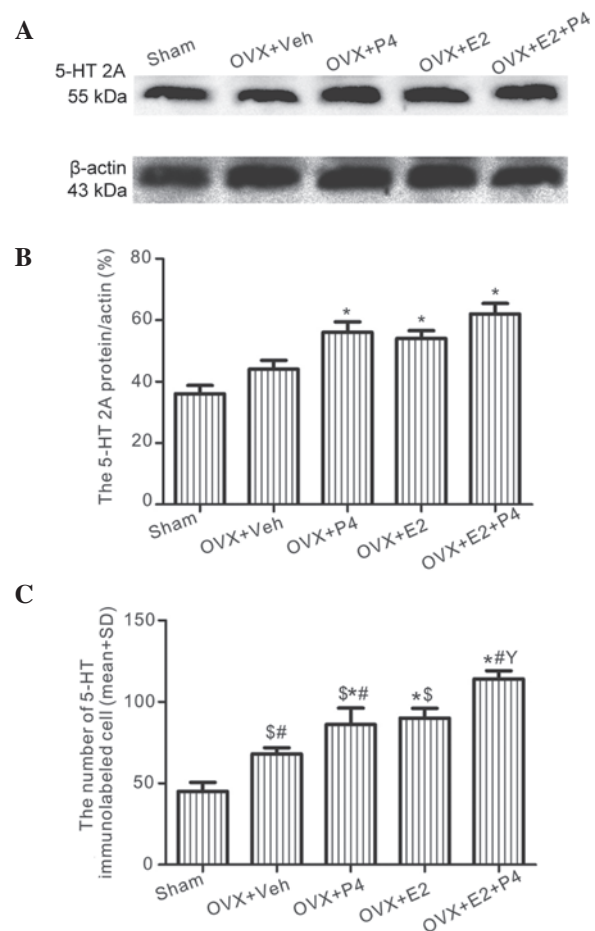 A
Sham
OVX+Veh
OVX+P4
OVX+E2
OVX+E2+P4
5-HT 2A
55 kDa
β-actin
43 kDa
B
The 5-HT 2A protein/actin (%)
80
60
40
20
0
*
*
*
Sham
OVX+Veh
OVX+P4
OVX+E2
OVX+E2+P4
C
The number of 5-HT
immunolabeled cell (mean+SD)
150
100
50
0
$#
$*#
*$
*#Y
Sham
OVX+Veh
OVX+P4
OVX+E2
OVX+E2+P4